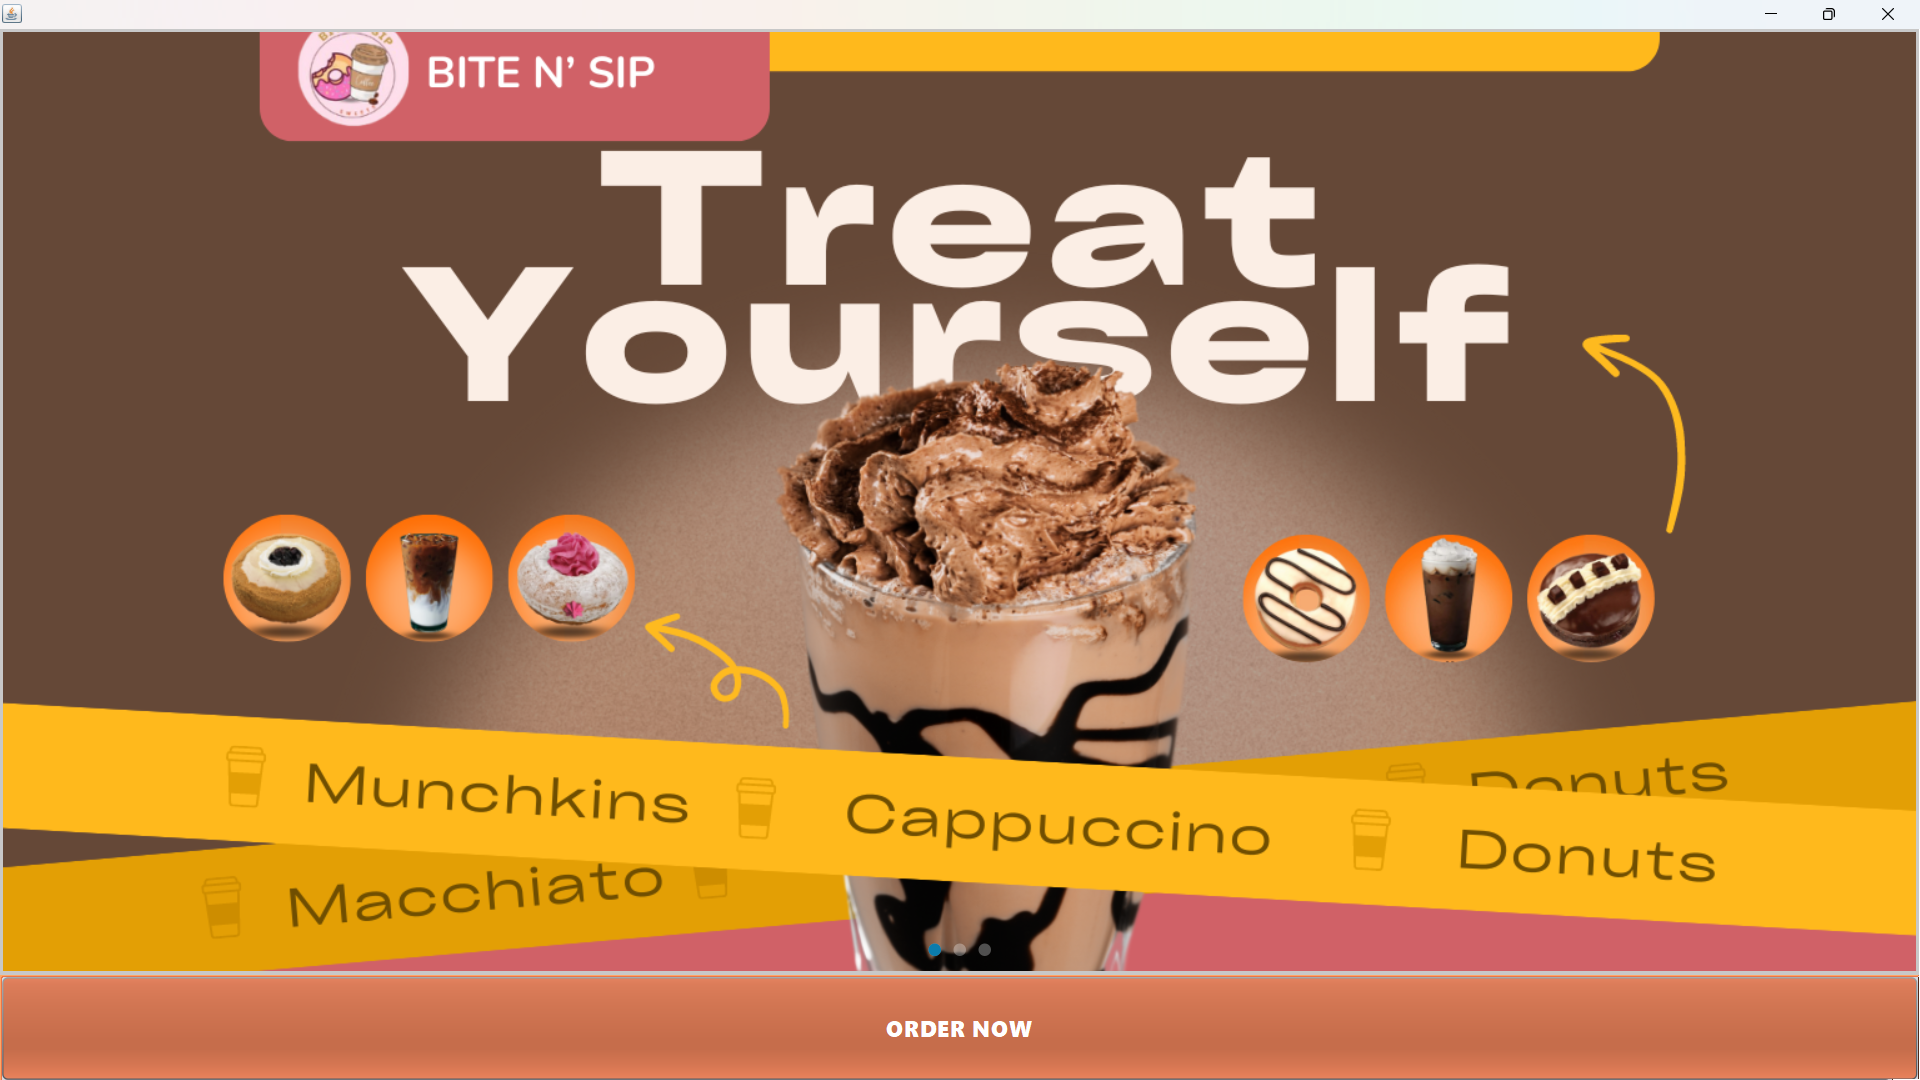 BITE N’ SIP
Treat
Yourself
Donuts
Munchkins
Cappuccino
Donuts
Macchiato
ORDER NOW